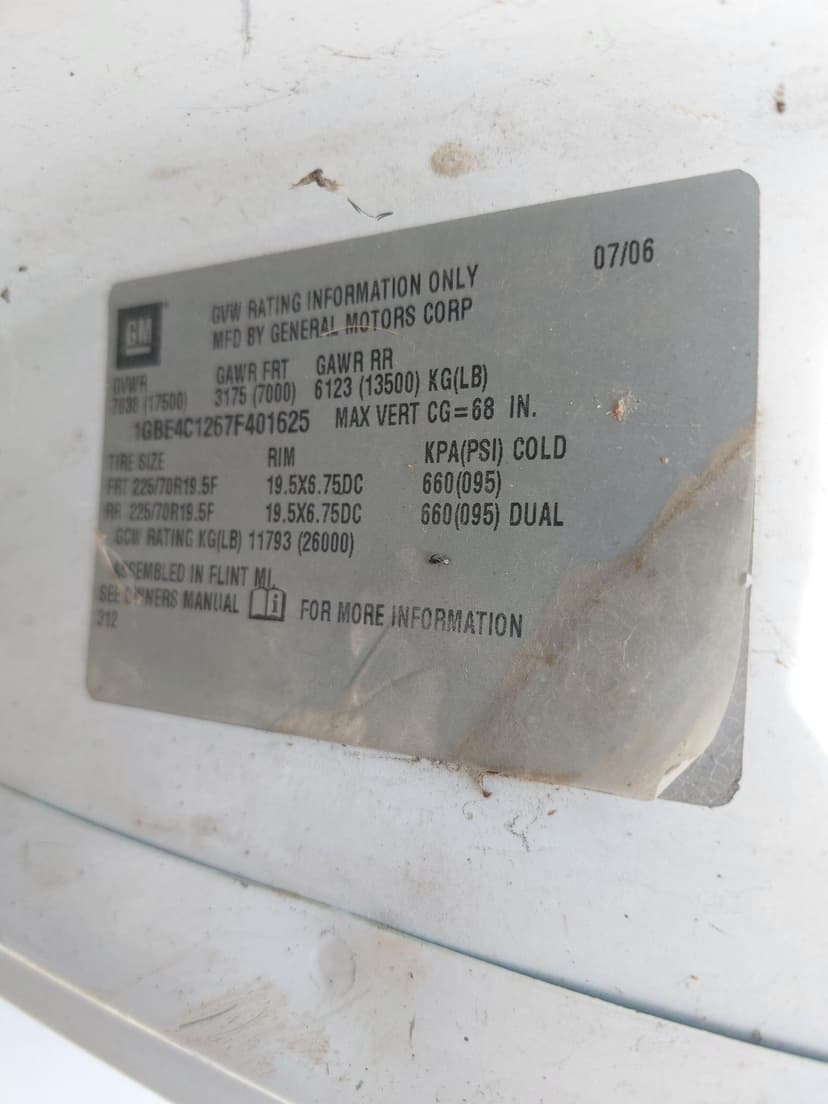 07/06
GM
GVW RATING INFORMATION ONLY
MFD BY GENERAL MOTORS CORP
GVWR GAWR FRT GAWR RR
7030 (17500) 3175 (7000) 6123 (13500) KG(LB)
1GBE4C1267F401625 MAX VERT CG=68 IN.
TIRE SIZE RIM KPA(PSI) COLD
FRT 225/70R19.5F 19.5X6.75DC 660(095)
RR 225/70R19.5F 19.5X6.75DC 660(095) DUAL
GCW RATING KG(LB) 11793 (26000)
ASSEMBLED IN FLINT MI.
SEE OWNERS MANUAL i FOR MORE INFORMATION
312